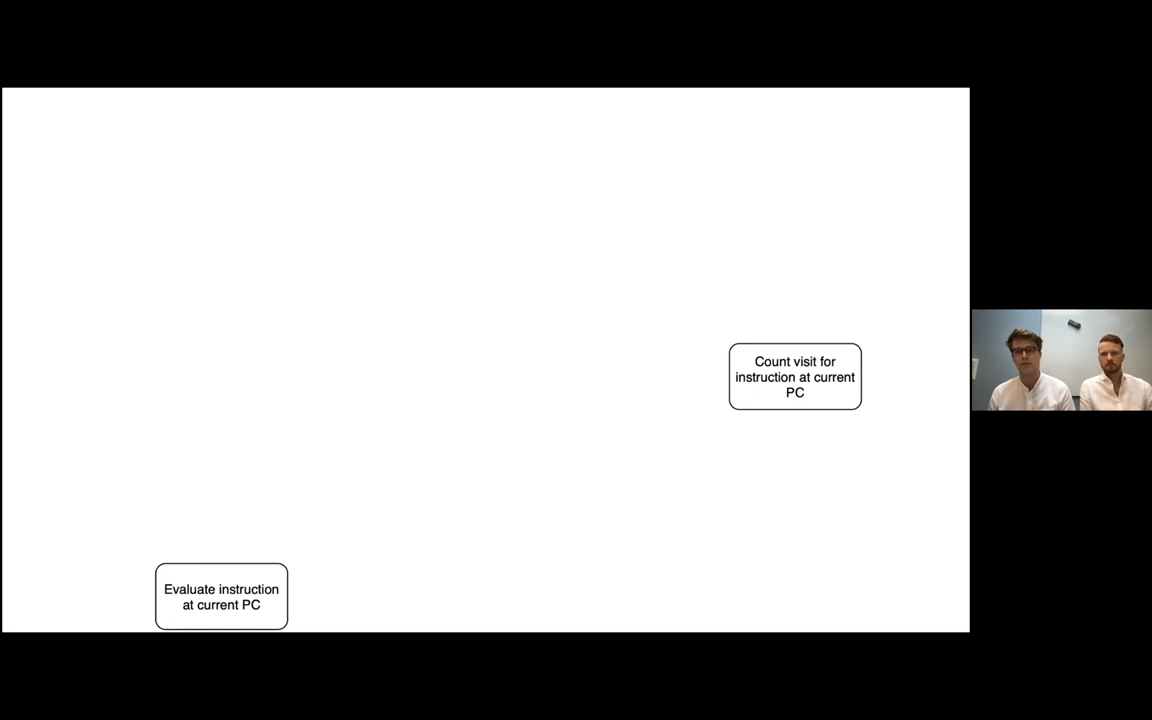 Count visit for
instruction at current
PC
Evaluate instruction
at current PC